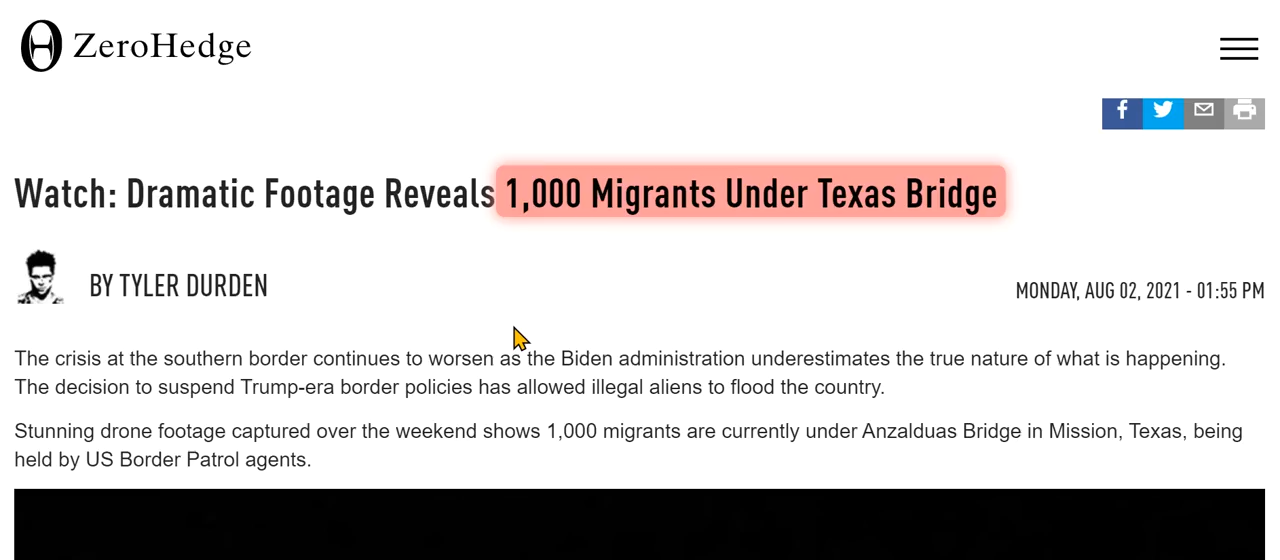 ZeroHedge
Watch: Dramatic Footage Reveals 1,000 Migrants Under Texas Bridge
BY TYLER DURDEN
MONDAY, AUG 02, 2021 - 01:55 PM
The crisis at the southern border continues to worsen as the Biden administration underestimates the true nature of what is happening.
The decision to suspend Trump-era border policies has allowed illegal aliens to flood the country.
Stunning drone footage captured over the weekend shows 1,000 migrants are currently under Anzalduas Bridge in Mission, Texas, being
held by US Border Patrol agents.